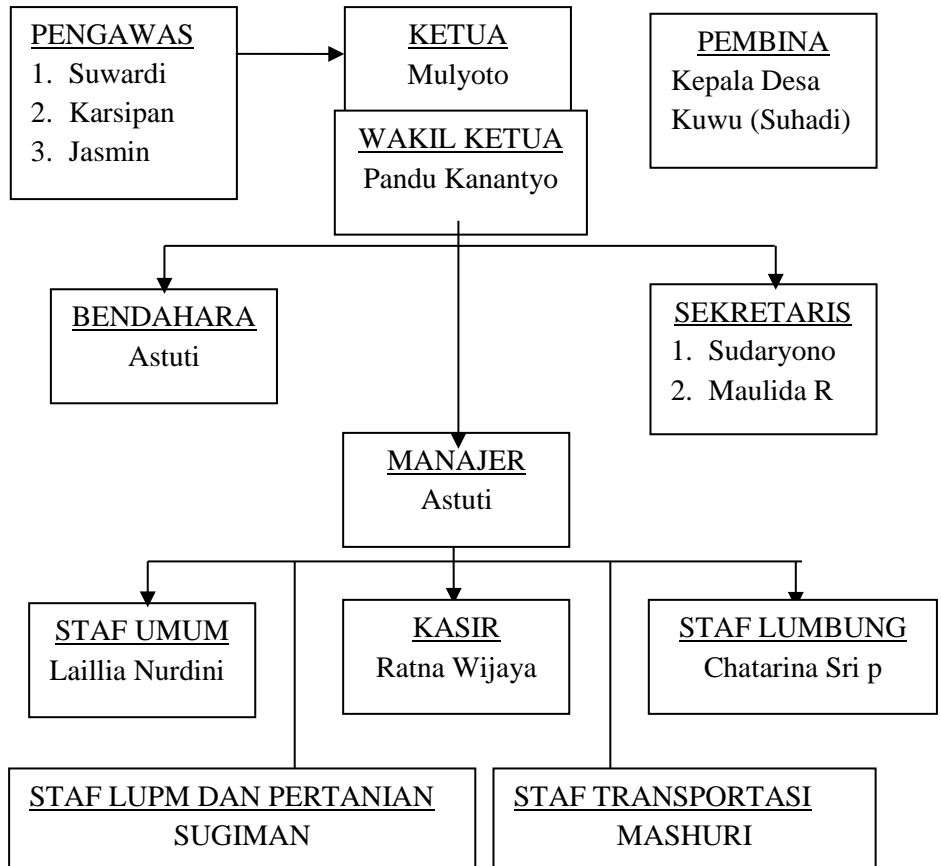 PENGAWAS
1. Suwardi
2. Karsipan
3. Jasmin
KETUA
Mulyoto
WAKIL KETUA
Pandu Kanantyo
PEMBINA
Kepala Desa
Kuwu (Suhadi)
BENDAHARA
Astuti
SEKRETARIS
1. Sudaryono
2. Maulida R
MANAJER
Astuti
STAF UMUM
Laillia Nurdini
KASIR
Ratna Wijaya
STAF LUMBUNG
Chatarina Sri p
STAF LUPM DAN PERTANIAN
SUGIMAN
STAF TRANSPORTASI
MASHURI